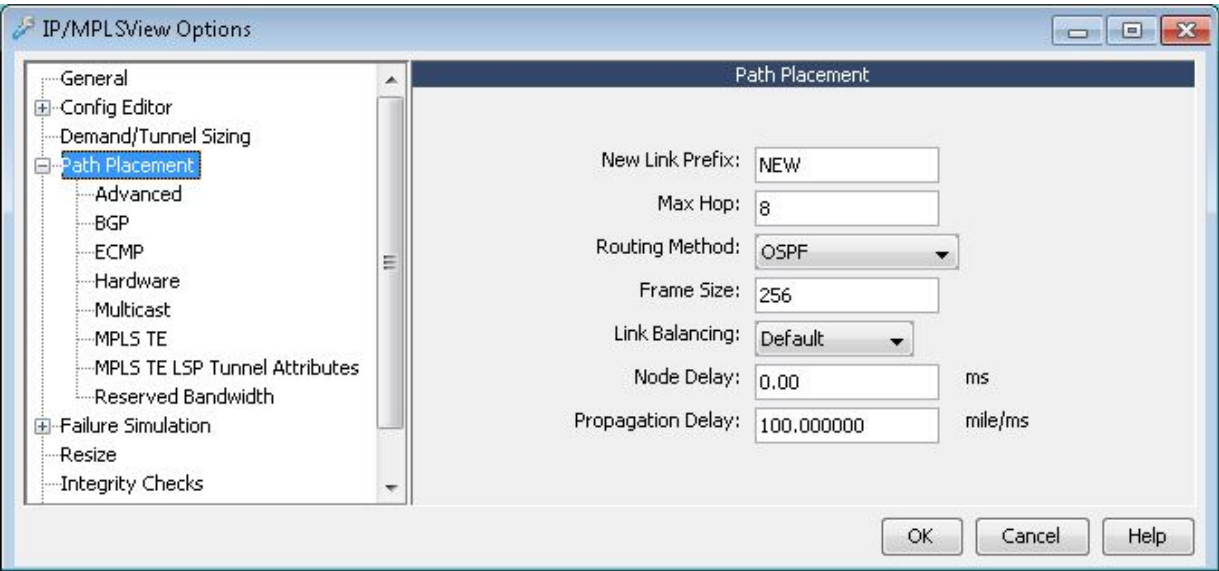 IP/MPLSView Options
General
Config Editor
Demand/Tunnel Sizing
Path Placement
Advanced
BGP
ECMP
Hardware
Multicast
MPLS TE
MPLS TE LSP Tunnel Attributes
Reserved Bandwidth
Failure Simulation
Resize
Integrity Checks
Path Placement
New Link Prefix: NEW
Max Hop: 8
Routing Method: OSPF
Frame Size: 256
Link Balancing: Default
Node Delay: 0.00 ms
Propagation Delay: 100.000000 mile/ms
OK Cancel Help